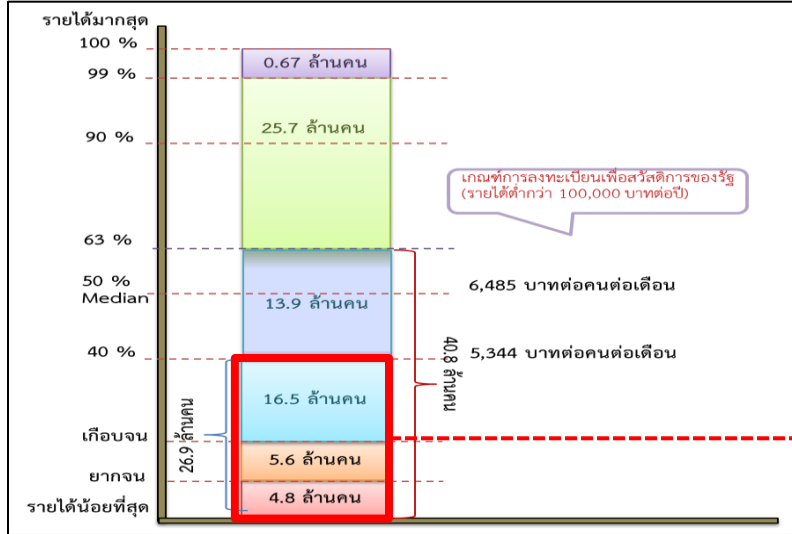 รายได้มากสุด
100 %
0.67 ล้านคน
99 %
25.7 ล้านคน
90 %
เกณฑ์การลงทะเบียนเพื่อสวัสดิการของรัฐ
(รายได้ต่ำกว่า 100,000 บาทต่อปี)
63 %
50 %
Median
6,485 บาทต่อคนต่อเดือน
13.9 ล้านคน
40 %
5,344 บาทต่อคนต่อเดือน
40.8 ล้านคน
16.5 ล้านคน
26.9 ล้านคน
เกือบจน
5.6 ล้านคน
ยากจน
4.8 ล้านคน
รายได้น้อยที่สุด